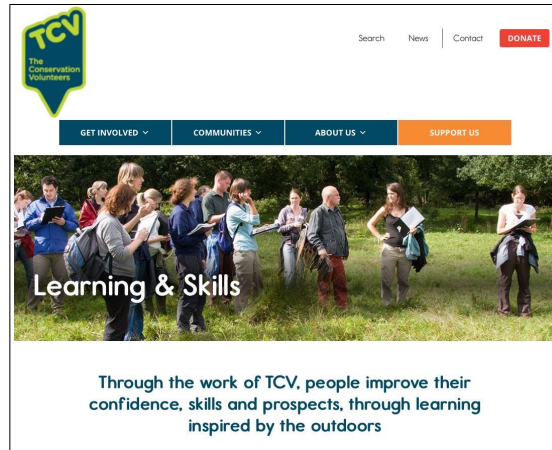 TCV
The
Conservation
Volunteers
Search News Contact DONATE
GET INVOLVED COMMUNITIES ABOUT US SUPPORT US
Learning & Skills
Through the work of TCV, people improve their
confidence, skills and prospects, through learning
inspired by the outdoors